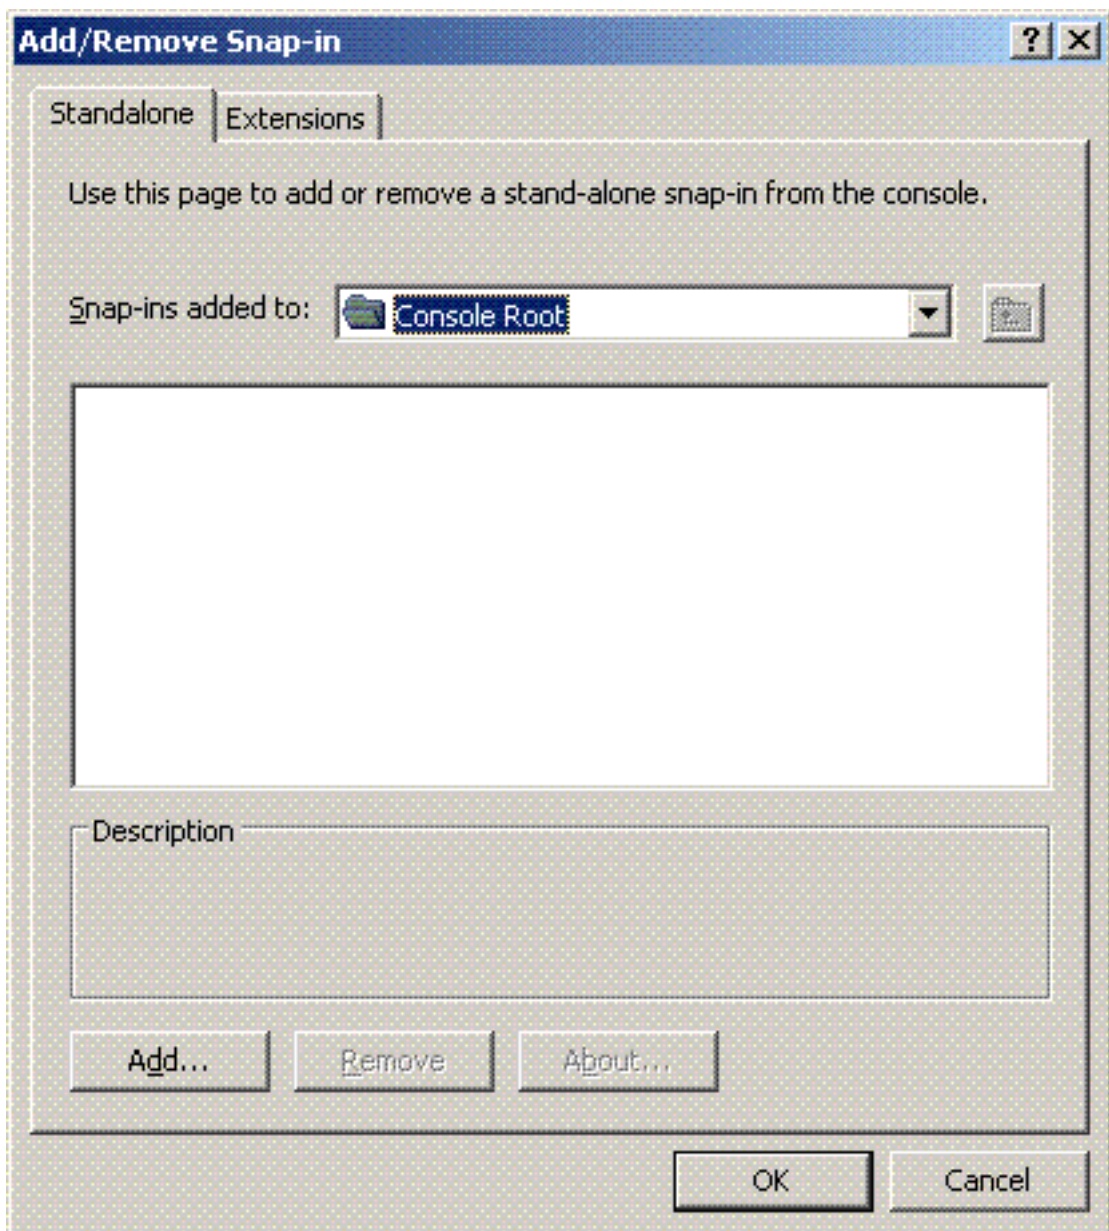 Add/Remove Snap-in
Standalone
Extensions
Use this page to add or remove a stand-alone snap-in from the console.
Snap-ins added to:
Console Root
Description
Add...
Remove
About...
OK
Cancel